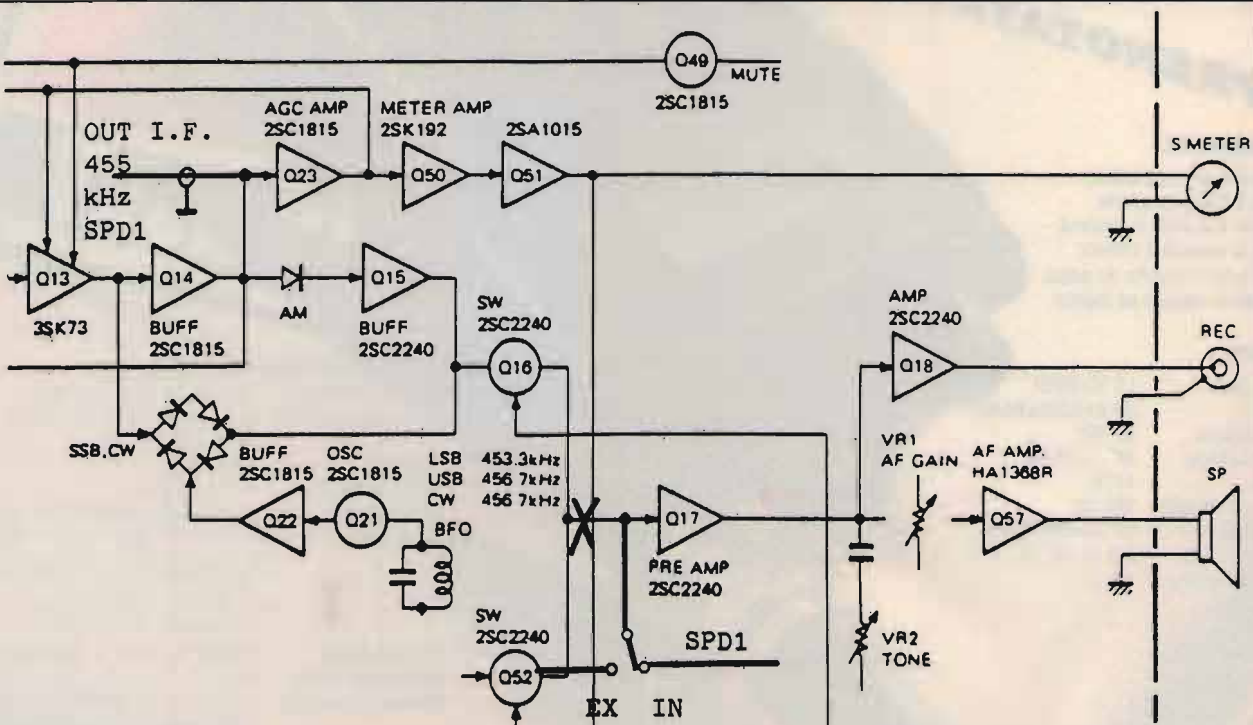 Q49
MUTE
2SC1815
AGC AMP
2SC1815
METER AMP
2SK192
2SA1015
OUT I.F.
455
kHz
SPD1
Q23
Q50
Q51
S METER
Q13
3SK73
Q14
BUFF
2SC1815
AM
Q15
BUFF
2SC2240
SW
2SC2240
Q16
AMP
2SC2240
Q18
REC
SSB,CW
BUFF
2SC1815
OSC
2SC1815
LSB 453.3kHz
USB 456 7kHz
CW 456 7kHz
Q22
Q21
BFO
Q17
PRE AMP
2SC2240
VR1
AF GAIN
AF AMP.
HA1368R
Q57
SP
SW
2SC2240
Q52
SPD1
EX IN
VR2
TONE